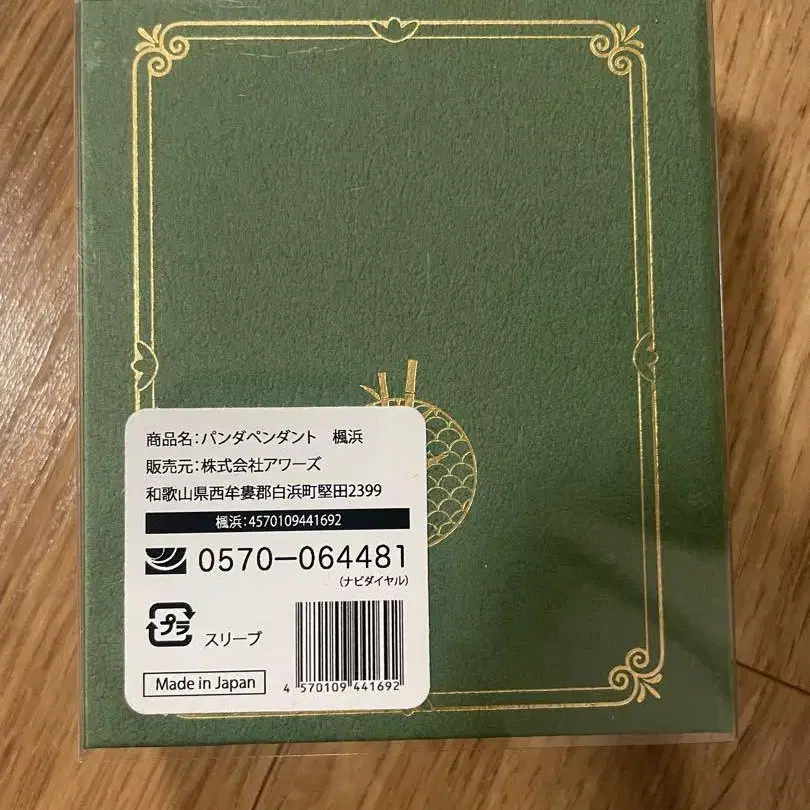 商品名:パンダペンダント　楓浜
販売元:株式会社アワーズ
和歌山県西牟婁郡白浜町堅田2399
楓浜:4570109441692
0570-064481
(ナビダイヤル)
プラ スリーブ
Made in Japan
4 570109 441692